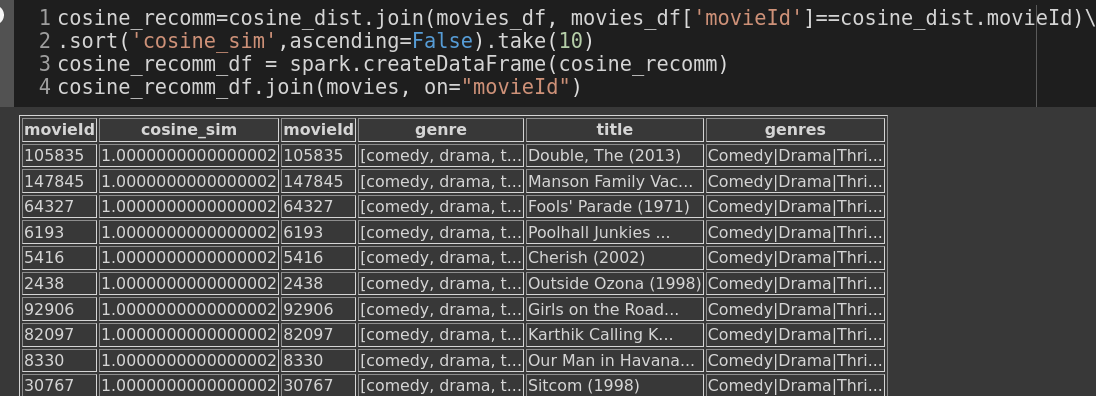 1 cosine_recomm=cosine_dist.join(movies_df, movies_df['movieId']==cosine_dist.movieId)\
2 .sort('cosine_sim',ascending=False).take(10)
3 cosine_recomm_df = spark.createDataFrame(cosine_recomm)
4 cosine_recomm_df.join(movies, on="movieId")
movieId cosine_sim movieId genre title genres
105835 1.0000000000000002 105835 [comedy, drama, t... Double, The (2013) Comedy|Drama|Thri...
147845 1.0000000000000002 147845 [comedy, drama, t... Manson Family Vac... Comedy|Drama|Thri...
64327 1.0000000000000002 64327 [comedy, drama, t... Fools' Parade (1971) Comedy|Drama|Thri...
6193 1.0000000000000002 6193 [comedy, drama, t... Poolhall Junkies ... Comedy|Drama|Thri...
5416 1.0000000000000002 5416 [comedy, drama, t... Cherish (2002) Comedy|Drama|Thri...
2438 1.0000000000000002 2438 [comedy, drama, t... Outside Ozona (1998) Comedy|Drama|Thri...
92906 1.0000000000000002 92906 [comedy, drama, t... Girls on the Road... Comedy|Drama|Thri...
82097 1.0000000000000002 82097 [comedy, drama, t... Karthik Calling K... Comedy|Drama|Thri...
8330 1.0000000000000002 8330 [comedy, drama, t... Our Man in Havana... Comedy|Drama|Thri...
30767 1.0000000000000002 30767 [comedy, drama, t... Sitcom (1998) Comedy|Drama|Thri...